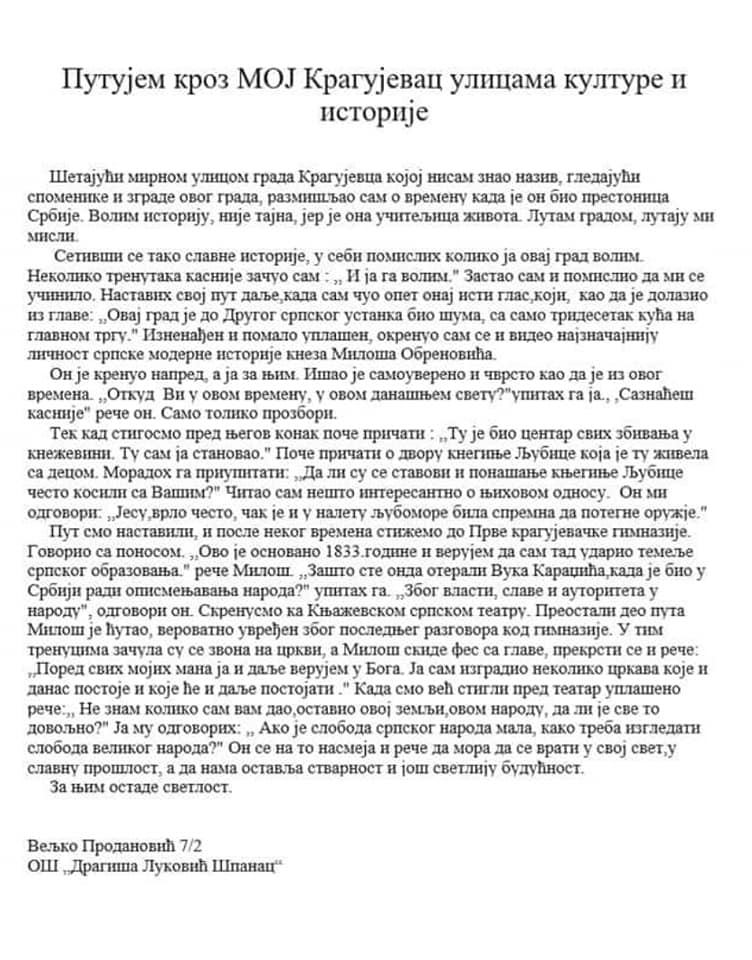 Путујем кроз МОЈ Крагујевац улицама културе и
историје
Шетајући мирном улицом града Крагујевца којој нисам знао назив, гледајући
споменике и зграде овог града, размишљао сам о времену када је он био престоница
Србије. Волим историју, није тајна, јер је она учитељица живота. Лутам градом, лутају ми
мисли.
Сетивши се тако славне историје, у себи помислих колико ја овај град волим.
Неколико тренутака касније зачуо сам : ,, И ја га волим." Застао сам и помислио да ми се
учинило. Наставих свој пут даље,када сам чуо опет онај исти глас,који, као да је долазио
из главе: ,,Овај град је до Другог српског устанка био шума, са само тридесетак кућа на
главном тргу." Изненађен и помало уплашен, окренуо сам се и видео најзначајнију
личност српске модерне историје кнеза Милоша Обреновића.
Он је кренуо напред, а ја за њим. Ишао је самоуверено и чврсто као да је из овог
времена. ,,Откуд Ви у овом времену, у овом данашњем свету?"упитах га ја., ,Сазнаћеш
касније" рече он. Само толико прозбори.
Тек кад стигосмо пред његов конак поче причати : ,,Ту је био центар свих збивања у
кнежевини. Ту сам ја становао." Поче причати о двору кнегиње Љубице која је ту живела
са децом. Морадох га приупитати: ,,Да ли су се ставови и понашање књегиње Љубице
често косили са Вашим?" Читао сам нешто интересантно о њиховом односу. Он ми
одговори: ,,Јесу,врло често, чак је и у налету љубоморе била спремна да потегне оружје."
Пут смо наставили, и после неког времена стижемо до Прве крагујевачке гимназије.
Говорио са поносом. ,,Ово је основано 1833.године и верујем да сам тад ударио темеље
српског образовања." рече Милош. ,,Зашто сте онда отерали Вука Караџића,када је био у
Србији ради описмењавања народа?" упитах га. ,,Због власти, славе и ауторитета у
народу", одговори он. Скренусмо ка Књажевском српском театру. Преостали део пута
Милош је ћутао, вероватно увређен због последњег разговора код гимназије. У тим
тренуцима зачула су се звона на цркви, а Милош скиде фес са главе, прекрсти се и рече:
,,Поред свих мојих мана ја и даље верујем у Бога. Ја сам изградио неколико цркава које и
данас постоје и које ће и даље постојати ." Када смо већ стигли пред театар уплашено
рече:,, Не знам колико сам вам дао,оставио овој земљи,овом народу, да ли је све то
довољно?" Ја му одговорих: ,, Ако је слобода српског народа мала, како треба изгледати
слобода великог народа?" Он се на то насмеја и рече да мора да се врати у свој свет,у
славну прошлост, а да нама оставља стварност и још светлију будућност.
За њим остаде светлост.
Вељко Продановић 7/2
ОШ ,,Драгиша Луковић Шпанац“